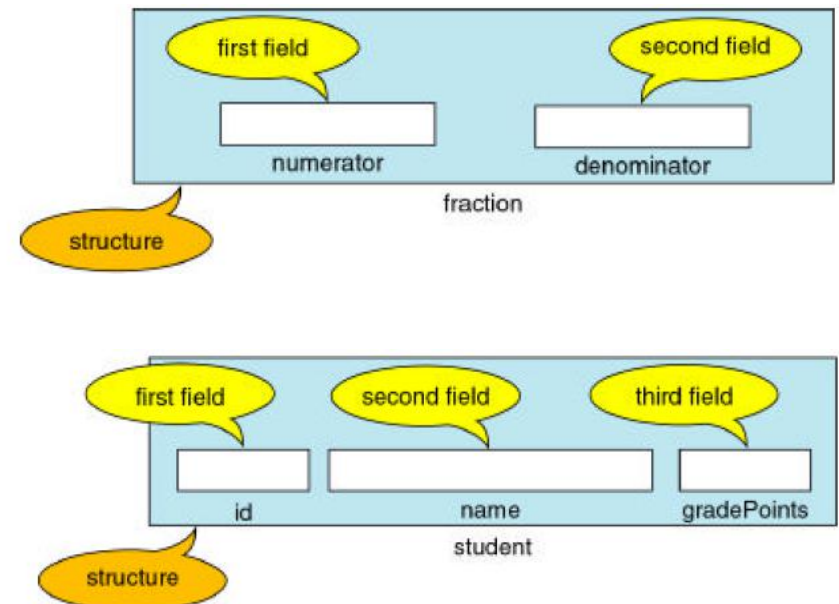 first field
second field
numerator
denominator
fraction
structure
first field
second field
third field
id
name
gradePoints
student
structure